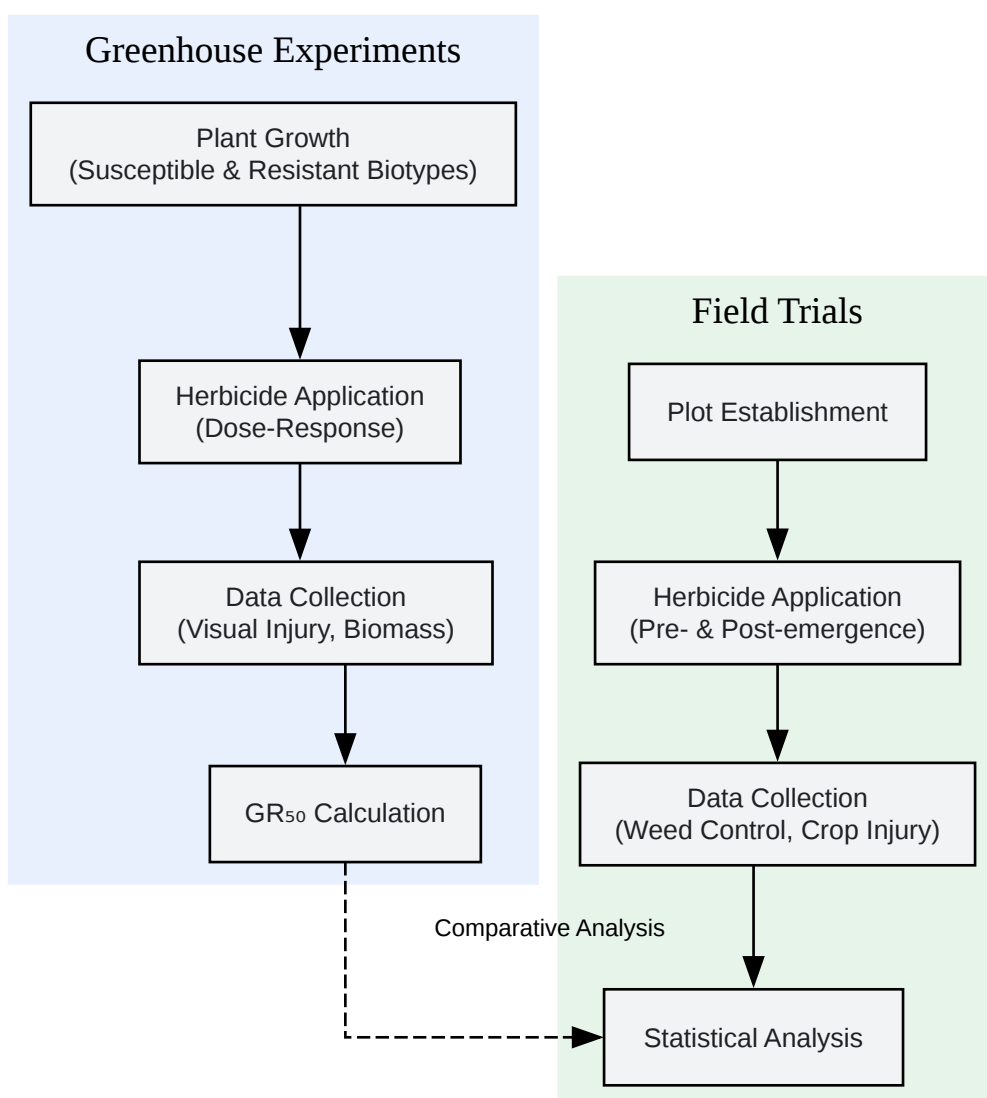 Greenhouse Experiments
Plant Growth
(Susceptible & Resistant Biotypes)
Herbicide Application
(Dose-Response)
Data Collection
(Visual Injury, Biomass)
GR₅₀ Calculation
Field Trials
Plot Establishment
Herbicide Application
(Pre- & Post-emergence)
Data Collection
(Weed Control, Crop Injury)
Comparative Analysis
Statistical Analysis